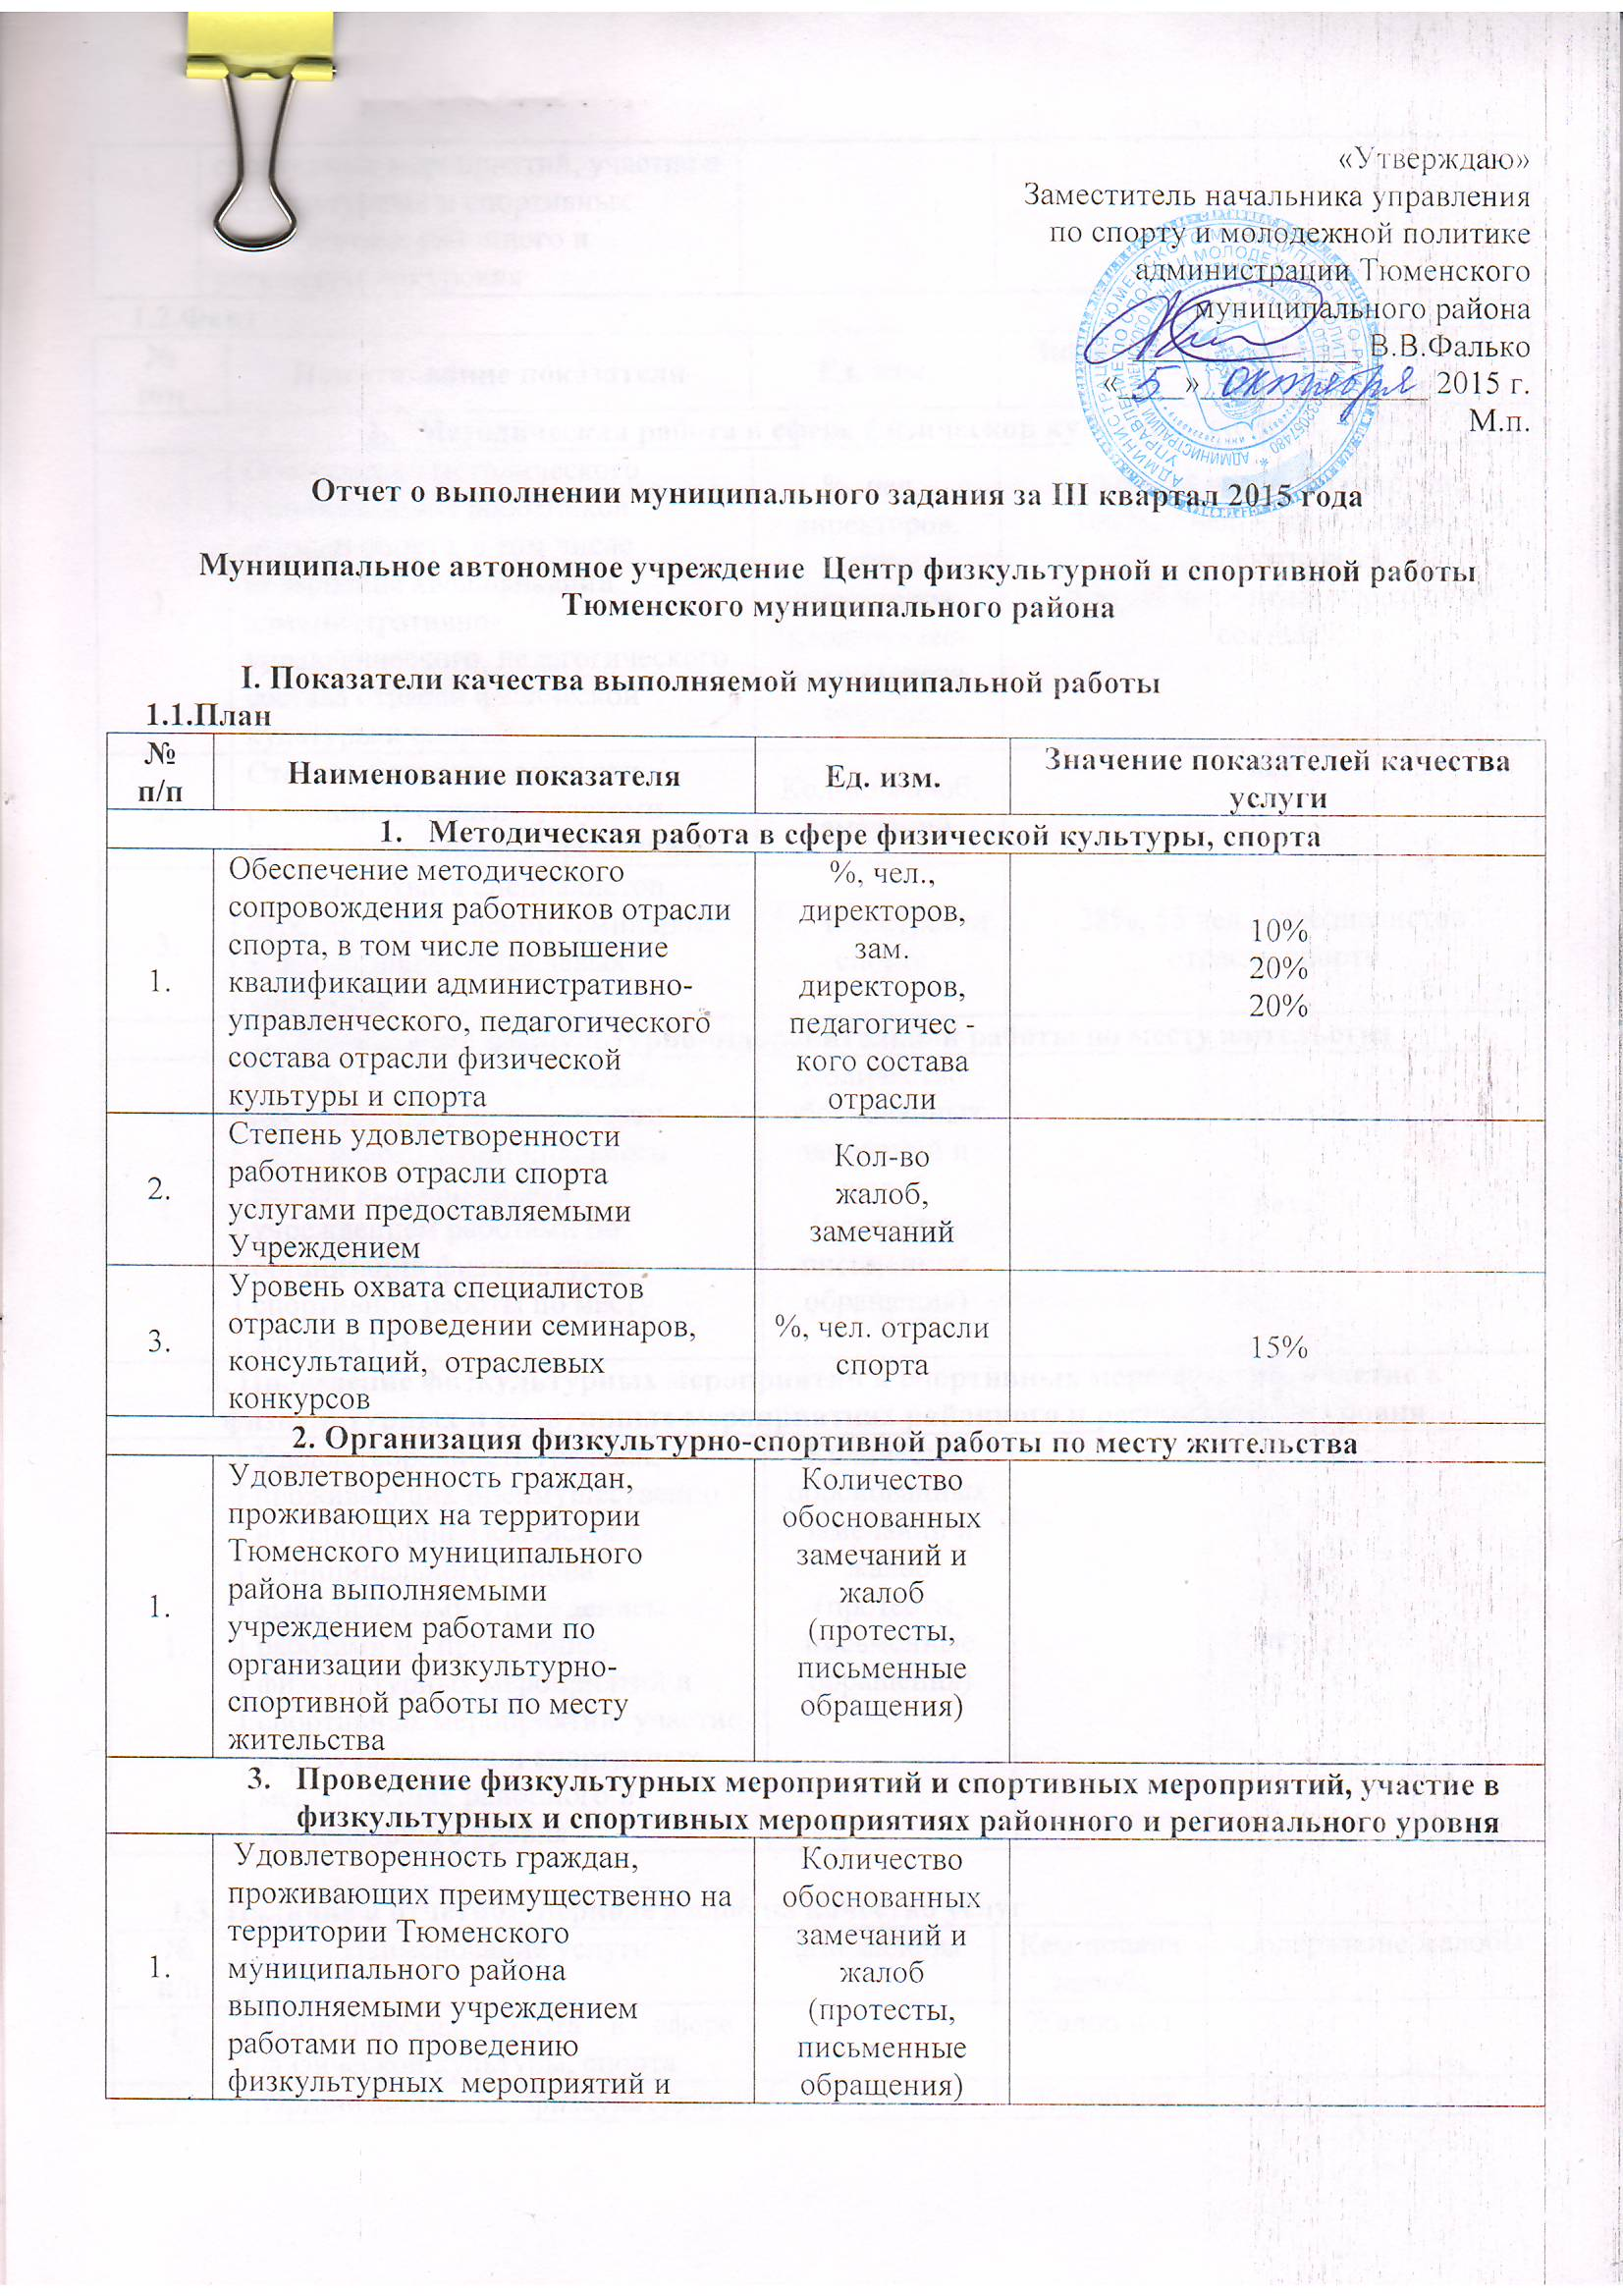 «Утверждаю»
Заместитель начальника управления
по спорту и молодежной политике
администрации Тюменского
муниципального района
В.В.Фалько
« 5 » октября 2015 г.
М.п.
Отчет о выполнении муниципального задания за III квартал 2015 года
Муниципальное автономное учреждение Центр физкультурной и спортивной работы
Тюменского муниципального района
I. Показатели качества выполняемой муниципальной работы
1.1.План
№
п/п
Наименование показателя
Ед. изм.
Значение показателей качества
услуги
1. Методическая работа в сфере физической культуры, спорта
1.
Обеспечение методического
сопровождения работников отрасли
спорта, в том числе повышение
квалификации административно-
управленческого, педагогического
состава отрасли физической
культуры и спорта
%, чел.,
директоров,
зам.
директоров,
педагогичес -
кого состава
отрасли
10%
20%
20%
2.
Степень удовлетворенности
работников отрасли спорта
услугами предоставляемыми
Учреждением
Кол-во
жалоб,
замечаний
3.
Уровень охвата специалистов
отрасли в проведении семинаров,
консультаций, отраслевых
конкурсов
%, чел. отрасли
спорта
15%
2. Организация физкультурно-спортивной работы по месту жительства
1.
Удовлетворенность граждан,
проживающих на территории
Тюменского муниципального
района выполняемыми
учреждением работами по
организации физкультурно-
спортивной работы по месту
жительства
Количество
обоснованных
замечаний и
жалоб
(протесты,
письменные
обращения)
3. Проведение физкультурных мероприятий и спортивных мероприятий, участие в
физкультурных и спортивных мероприятиях районного и регионального уровня
1.
Удовлетворенность граждан,
проживающих преимущественно на
территории Тюменского
муниципального района
выполняемыми учреждением
работами по проведению
физкультурных мероприятий и
Количество
обоснованных
замечаний и
жалоб
(протесты,
письменные
обращения)